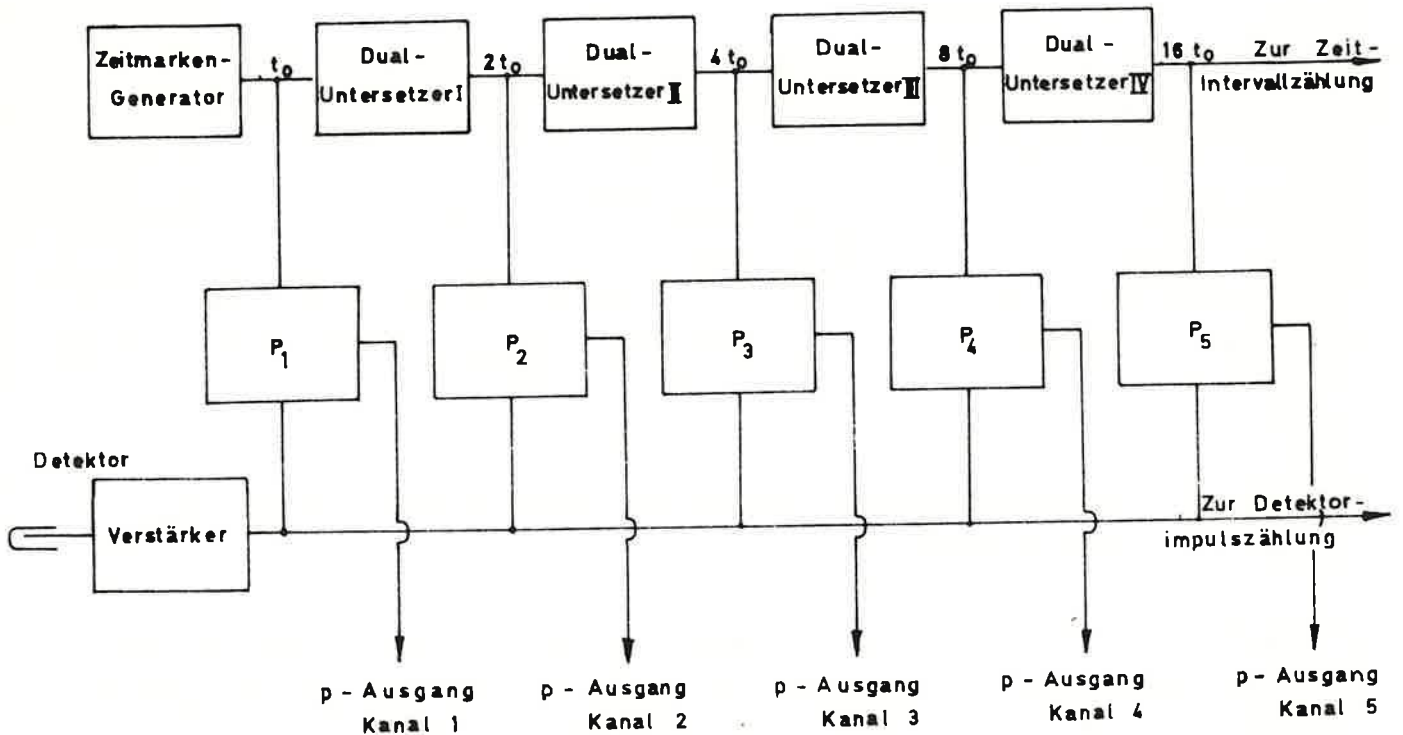 Zeitmarken-
Generator
t₀
Dual-
Untersetzer I
2t₀
Dual-
Untersetzer II
4t₀
Dual-
Untersetzer III
8t₀
Dual-
Untersetzer IV
16t₀
Zur Zeit-
Intervallzählung
P₁
P₂
P₃
P₄
P₅
Detektor
Verstärker
Zur Detektor-
impulszählung
p-Ausgang
Kanal 1
p-Ausgang
Kanal 2
p-Ausgang
Kanal 3
p-Ausgang
Kanal 4
p-Ausgang
Kanal 5